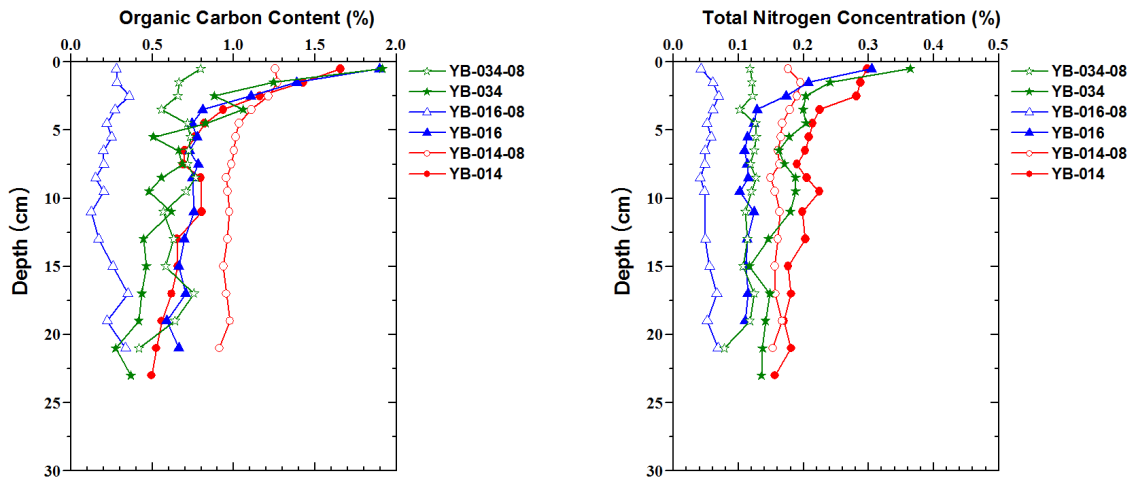 Organic Carbon Content (%)
0.0 0.5 1.0 1.5 2.0
0
5
10
15
20
25
30
Depth (cm)
YB-034-08
YB-034
YB-016-08
YB-016
YB-014-08
YB-014
Total Nitrogen Concentration (%)
0.0 0.1 0.2 0.3 0.4 0.5
0
5
10
15
20
25
30
Depth (cm)
YB-034-08
YB-034
YB-016-08
YB-016
YB-014-08
YB-014